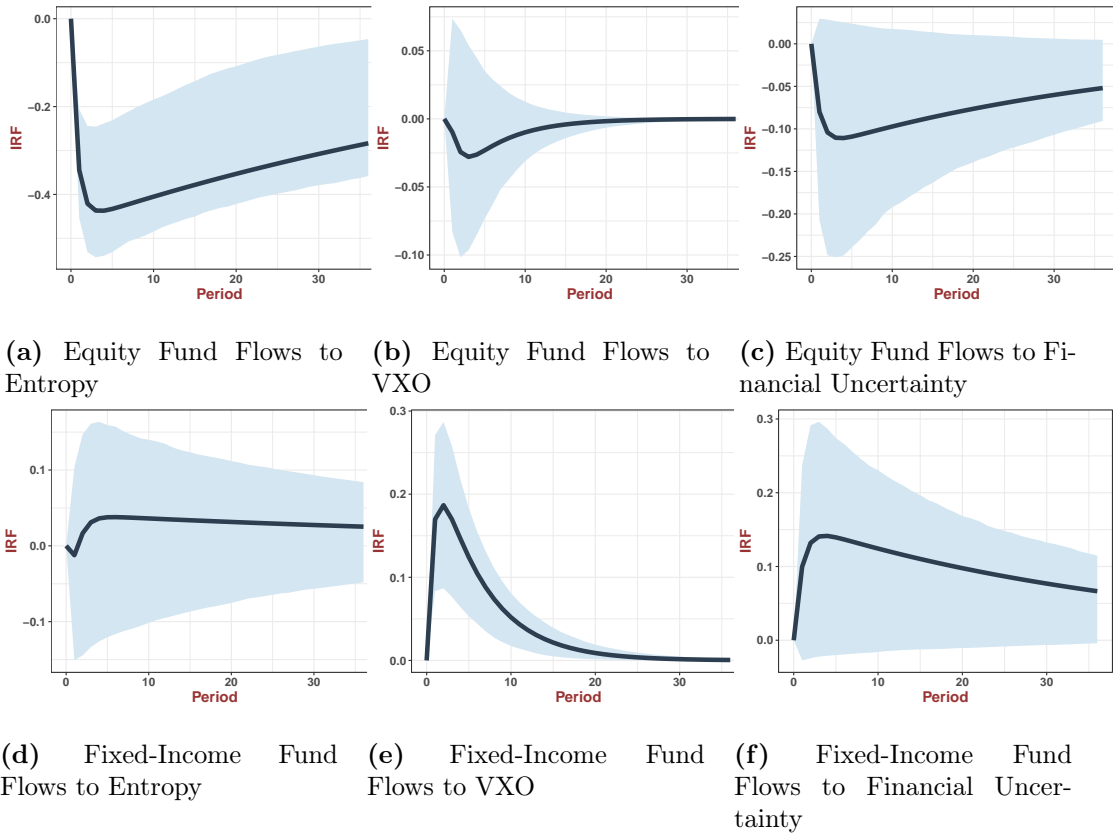 0.0
−0.2
−0.4
IRF
0 10 20 30
Period
0.05
0.00
−0.05
−0.10
IRF
0 10 20 30
Period
0.00
−0.05
−0.10
−0.15
−0.20
−0.25
IRF
0 10 20 30
Period
(a) Equity Fund Flows to
Entropy
(b) Equity Fund Flows to
VXO
(c) Equity Fund Flows to Fi-
nancial Uncertainty
0.1
0.0
−0.1
IRF
0 10 20 30
Period
0.3
0.2
0.1
0.0
IRF
0 10 20 30
Period
0.3
0.2
0.1
0.0
IRF
0 10 20 30
Period
(d) Fixed-Income Fund
Flows to Entropy
(e) Fixed-Income Fund
Flows to VXO
(f) Fixed-Income Fund
Flows to Financial Uncer-
tainty